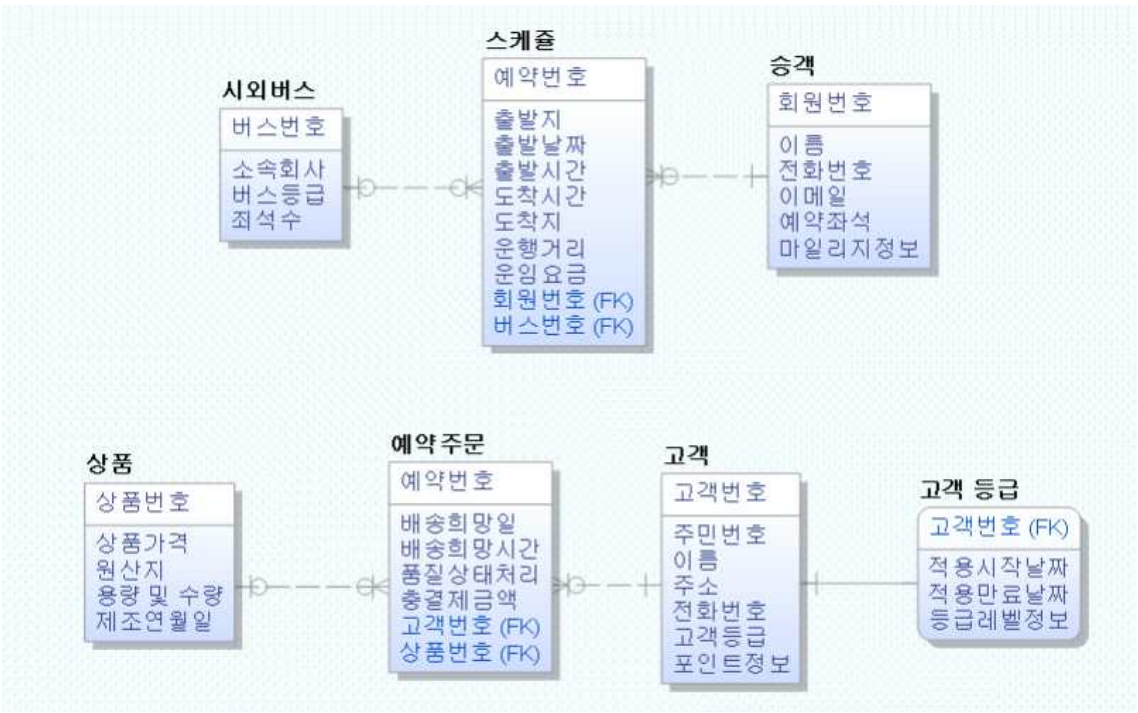 시외버스
버스번호
소속회사
버스등급
죄석수
스케쥴
예약번호
출발지
출발날짜
출발시간
도착시간
도착지
운행거리
운임요금
회원번호 (FK)
버스번호 (FK)
승객
회원번호
이름
전화번호
이메일
예약좌석
마일리지정보
상품
상품번호
상품가격
원산지
용량 및 수량
제조연월일
예약 주문
예약번호
배송희망일
배송희망시간
품질상태처리
총결제금액
고객번호 (FK)
상품번호 (FK)
고객
고객번호
주민번호
이름
주소
전화번호
고객등급
포인트정보
고객 등급
고객번호 (FK)
적용시작날짜
적용만료날짜
등급레벨정보